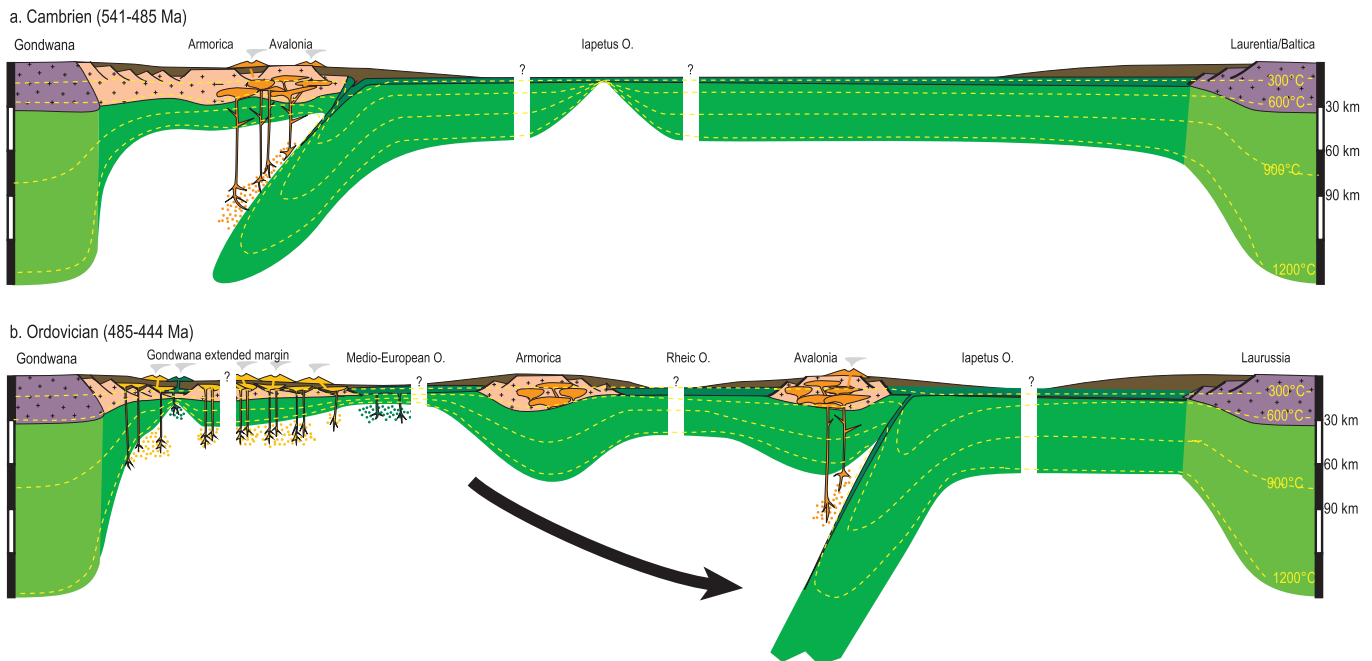 a. Cambrien (541-485 Ma)
Gondwana
Armorica
Avalonia
Iapetus O.
Laurentia/Baltica
?
?
300°C
600°C
30 km
60 km
900°C
90 km
1200°C
b. Ordovician (485-444 Ma)
Gondwana
Gondwana extended margin
Medio-European O.
Armorica
Rheic O.
Avalonia
Iapetus O.
Laurussia
?
?
?
?
300°C
600°C
30 km
60 km
900°C
90 km
1200°C